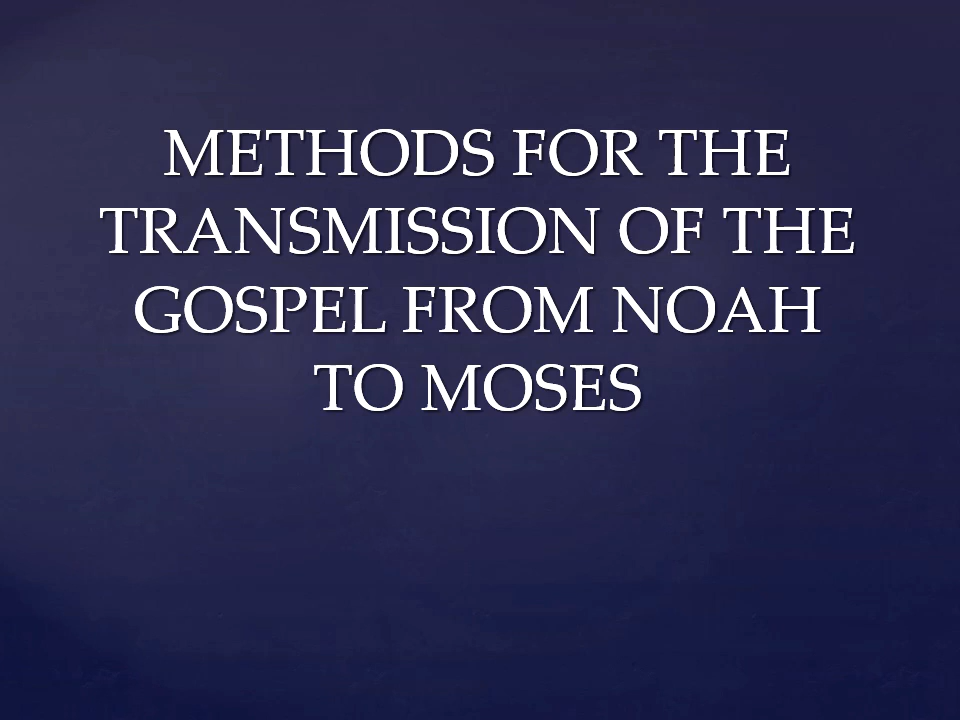 METHODS FOR THE
TRANSMISSION OF THE
GOSPEL FROM NOAH
TO MOSES